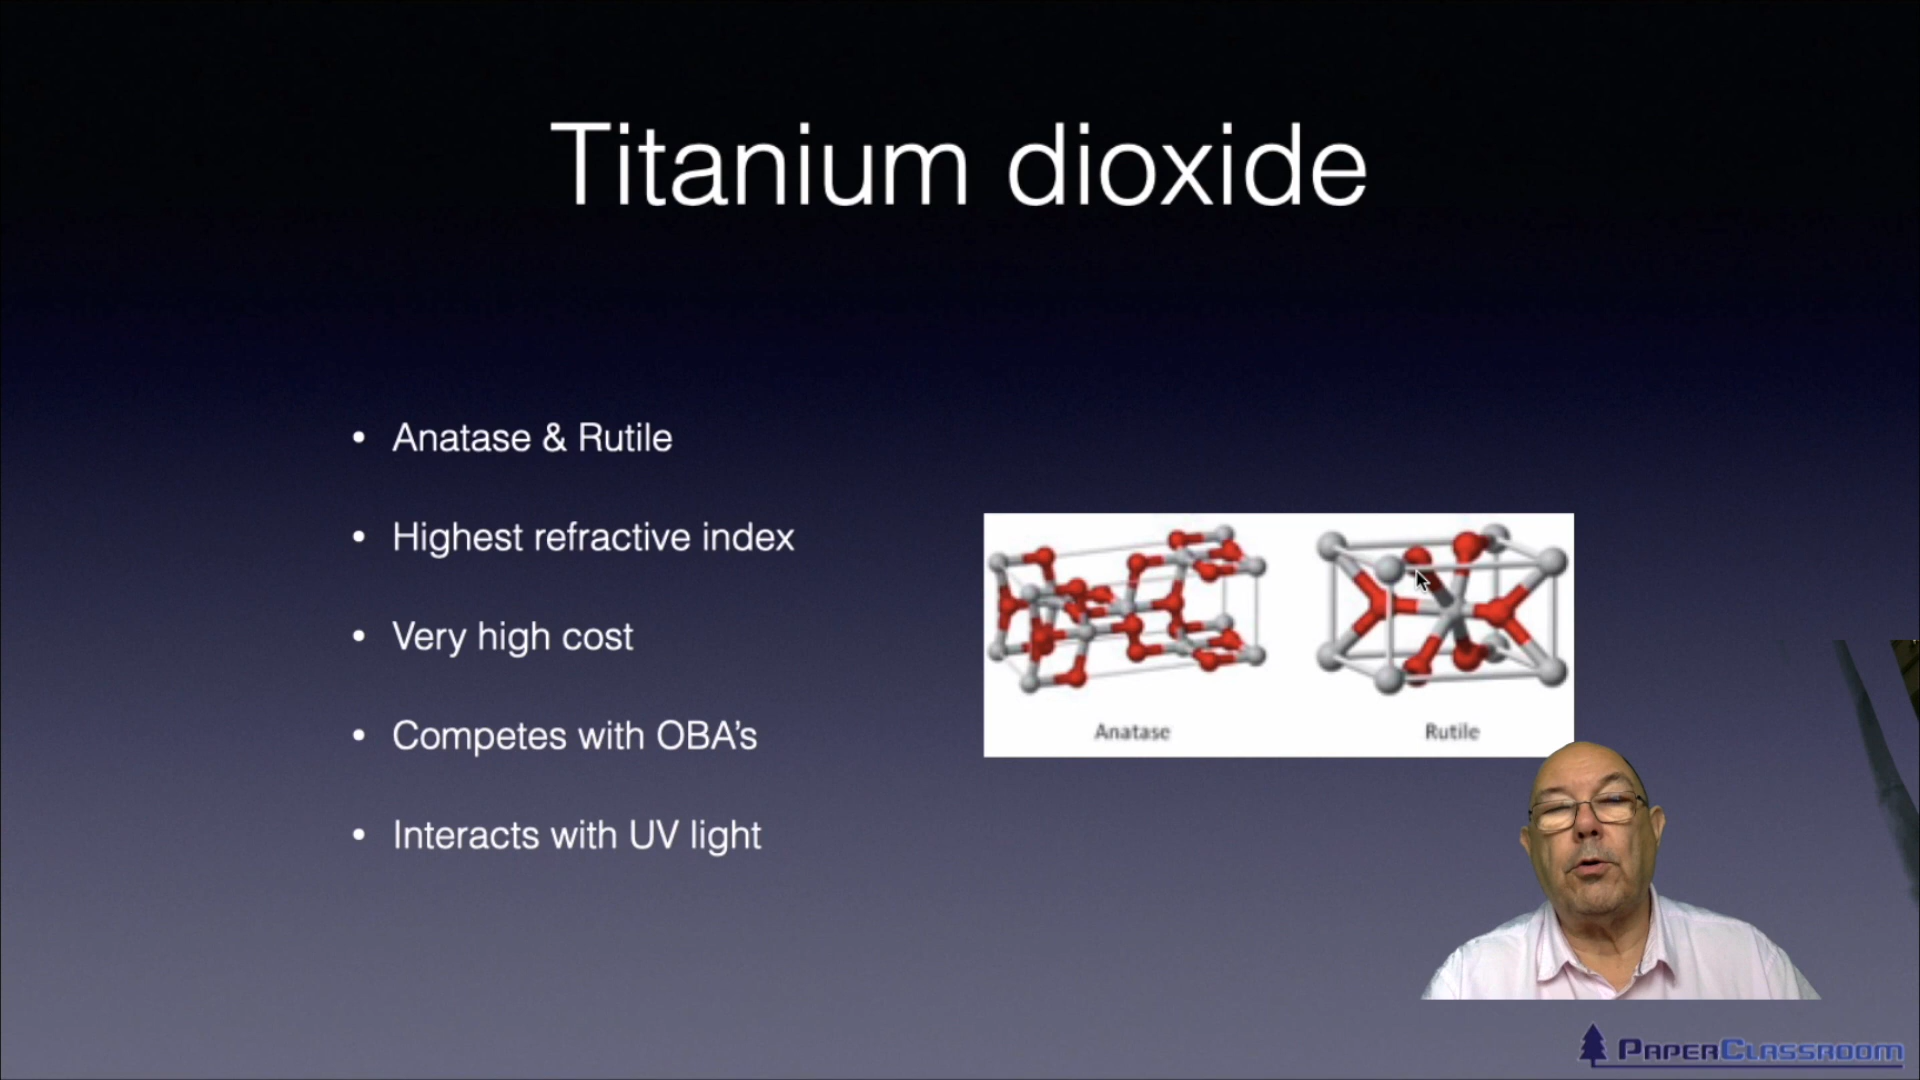 Titanium dioxide
• Anatase & Rutile
• Highest refractive index
• Very high cost
• Competes with OBA's
• Interacts with UV light
Anatase Rutile
PAPERCLASSROOM